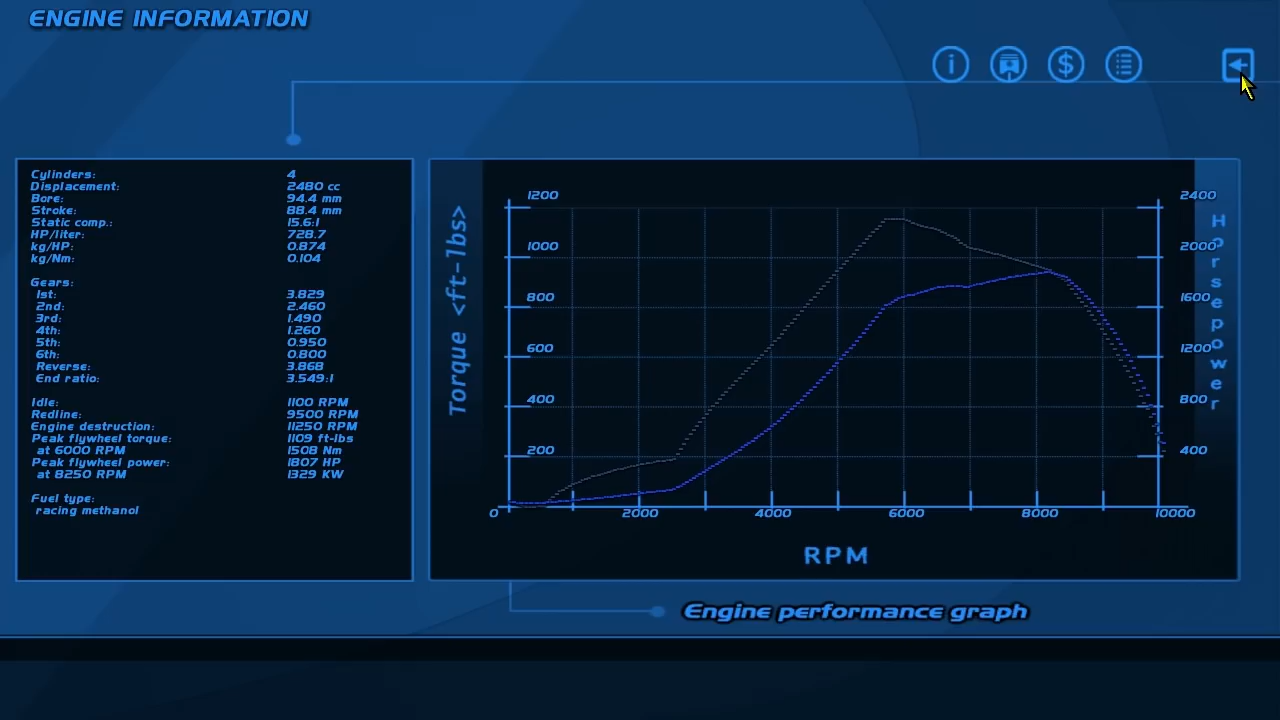 ENGINE INFORMATION
Cylinders: 4
Displacement: 2480 cc
Bore: 94.4 mm
Stroke: 88.4 mm
Static comp.: 15.6:1
HP/liter: 728.7
kg/HP: 0.874
kg/Nm: 0.104
Gears:
1st: 3.829
2nd: 2.460
3rd: 1.490
4th: 1.260
5th: 0.950
6th: 0.800
Reverse: 3.868
End ratio: 3.549:1
Idle: 1100 RPM
Redline: 9500 RPM
Engine destruction: 11250 RPM
Peak flywheel torque: 1109 ft-lbs
at 6000 RPM 1508 Nm
Peak flywheel power: 1807 HP
at 8250 RPM 1329 KW
Fuel type:
racing methanol
Torque <ft-lbs>
1200
1000
800
600
400
200
0 2000 4000 6000 8000 10000
RPM
2400
2000
1600
1200
800
400
Horsepower
Engine performance graph